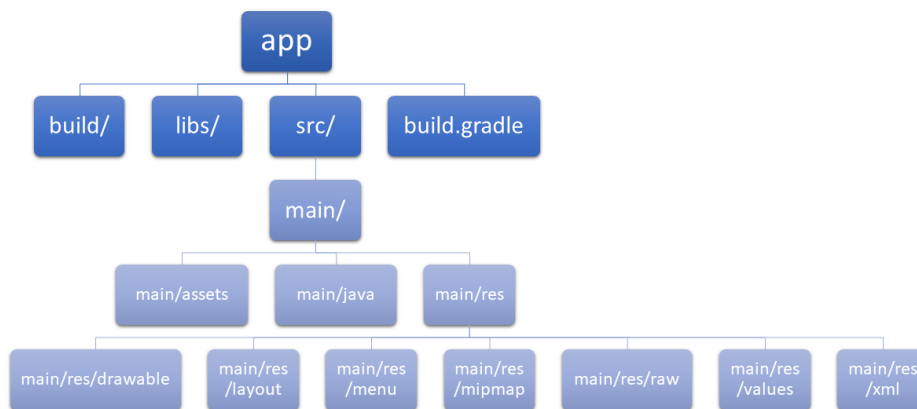 app
build/
libs/
src/
build.gradle
main/
main/assets
main/java
main/res
main/res/drawable
main/res
/layout
main/res
/menu
main/res
/mipmap
main/res/raw
main/res
/values
main/res
/xml